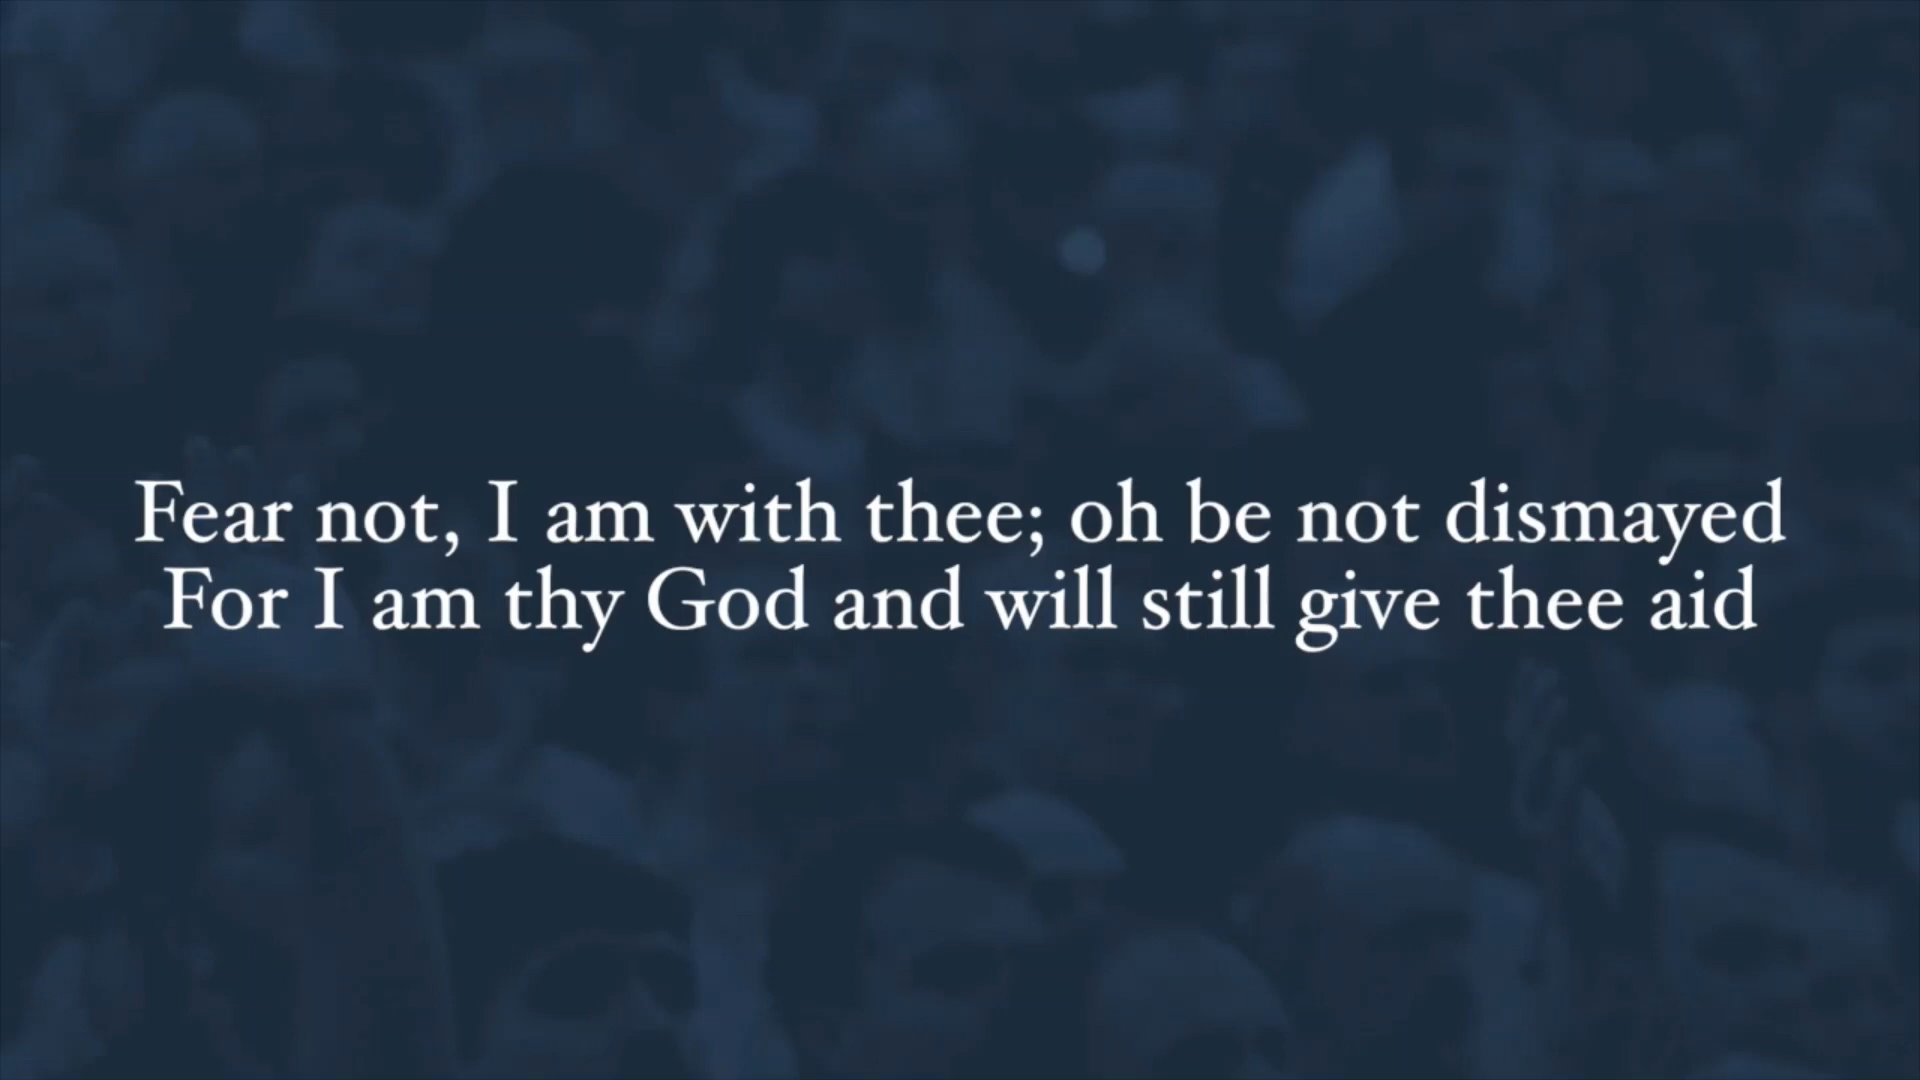 Fear not, I am with thee; oh be not dismayed
For I am thy God and will still give thee aid